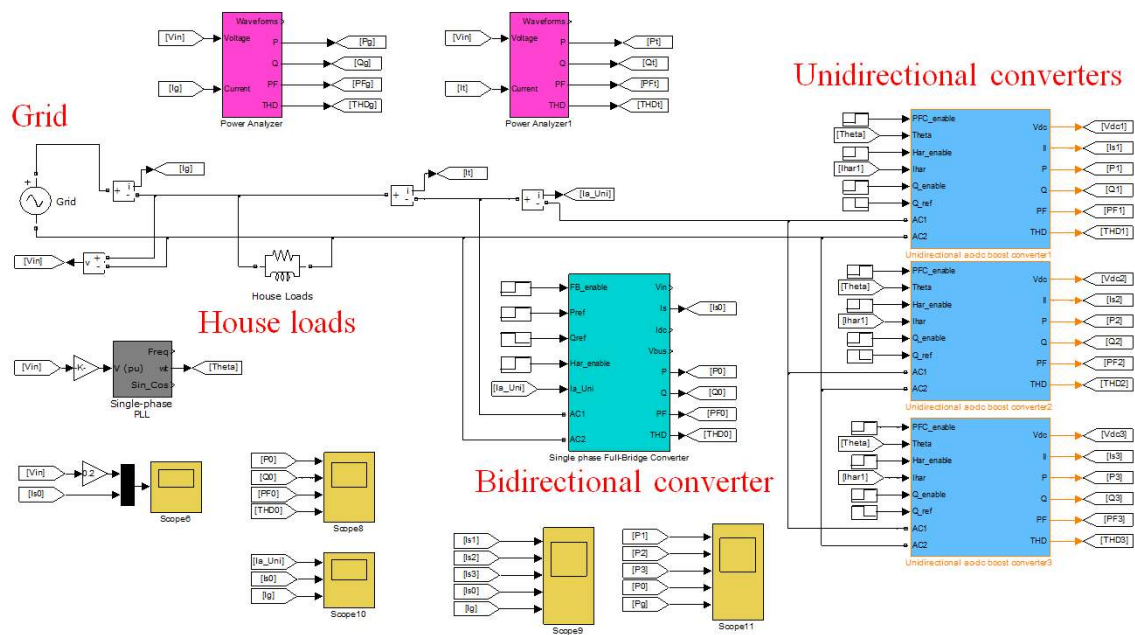 Waveforms
[Vin]
Voltage
P
[Pg]
Q
[Qg]
PF
[PFg]
[Ig]
Current
THD
[THDg]
Power Analyzer
Waveforms
[Vin]
Voltage
P
[Pt]
Q
[Qt]
PF
[PFt]
[It]
Current
THD
[THDt]
Power Analyzer1
Unidirectional converters
Grid
+
Grid
+
-
i
[Ig]
+
-
i
[It]
+
-
i
[Ia_Uni]
[Vin]
v
+
-
House Loads
House loads
PFC_enable
[Theta]
Theta
Har_enable
[Ihar1]
Ihar
Q_enable
Q_ref
AC1
AC2
Vdc
[Vdc1]
Il
[Is1]
P
[P1]
Q
[Q1]
PF
[PF1]
THD
[THD1]
Unidirectional ac-dc boost converter1
PFC_enable
[Theta]
Theta
Har_enable
[Ihar1]
Ihar
Q_enable
Q_ref
AC1
AC2
Vdc
[Vdc2]
Il
[Is2]
P
[P2]
Q
[Q2]
PF
[PF2]
THD
[THD2]
Unidirectional ac-dc boost converter2
PFC_enable
[Theta]
Theta
Har_enable
[Ihar1]
Ihar
Q_enable
Q_ref
AC1
AC2
Vdc
[Vdc3]
Il
[Is3]
P
[P3]
Q
[Q3]
PF
[PF3]
THD
[THD3]
Unidirectional ac-dc boost converter3
FB_enable
Pref
Qref
Har_enable
[Ia_Uni]
Ia_Uni
AC1
AC2
Vin
Is
[Is0]
Idc
Vbus
P
[P0]
Q
[Q0]
PF
[PF0]
THD
[THD0]
Single phase Full-Bridge Converter
Bidirectional converter
[Vin]
K-
V (pu)
Freq
wt
Sin_Cos
[Theta]
Single-phase
PLL
[Vin]
0.2
[Is0]
Scope6
[P0]
[Q0]
[PF0]
[THD0]
Scope8
[Ia_Uni]
[Is0]
[Ig]
Scope10
[Is1]
[Is2]
[Is3]
[Is0]
[Ig]
Scope9
[P1]
[P2]
[P3]
[P0]
[Pg]
Scope11